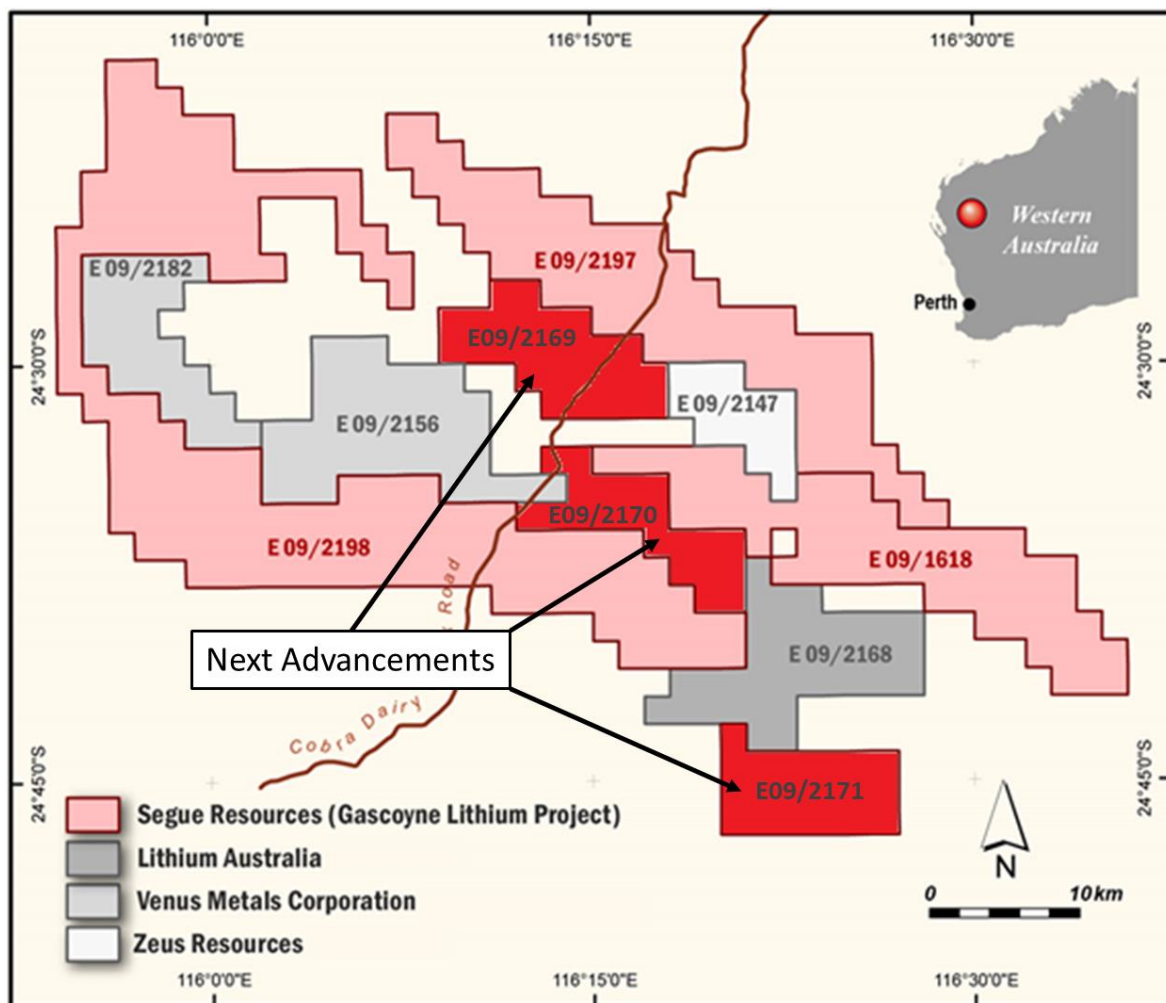 116°0'0"E
116°15'0"E
116°30'0"E
Western
Australia
Perth
E 09/2197
E 09/2182
E09/2169
24°30'0"S
24°30'0"S
E 09/2147
E 09/2156
E09/2170
E 09/2198
E 09/1618
Road
Next Advancements
E 09/2168
Cobra Dairy
24°45'0"S
24°45'0"S
E09/2171
Segue Resources (Gascoyne Lithium Project)
Lithium Australia
Venus Metals Corporation
Zeus Resources
N
0 10km
116°0'0"E
116°15'0"E
116°30'0"E